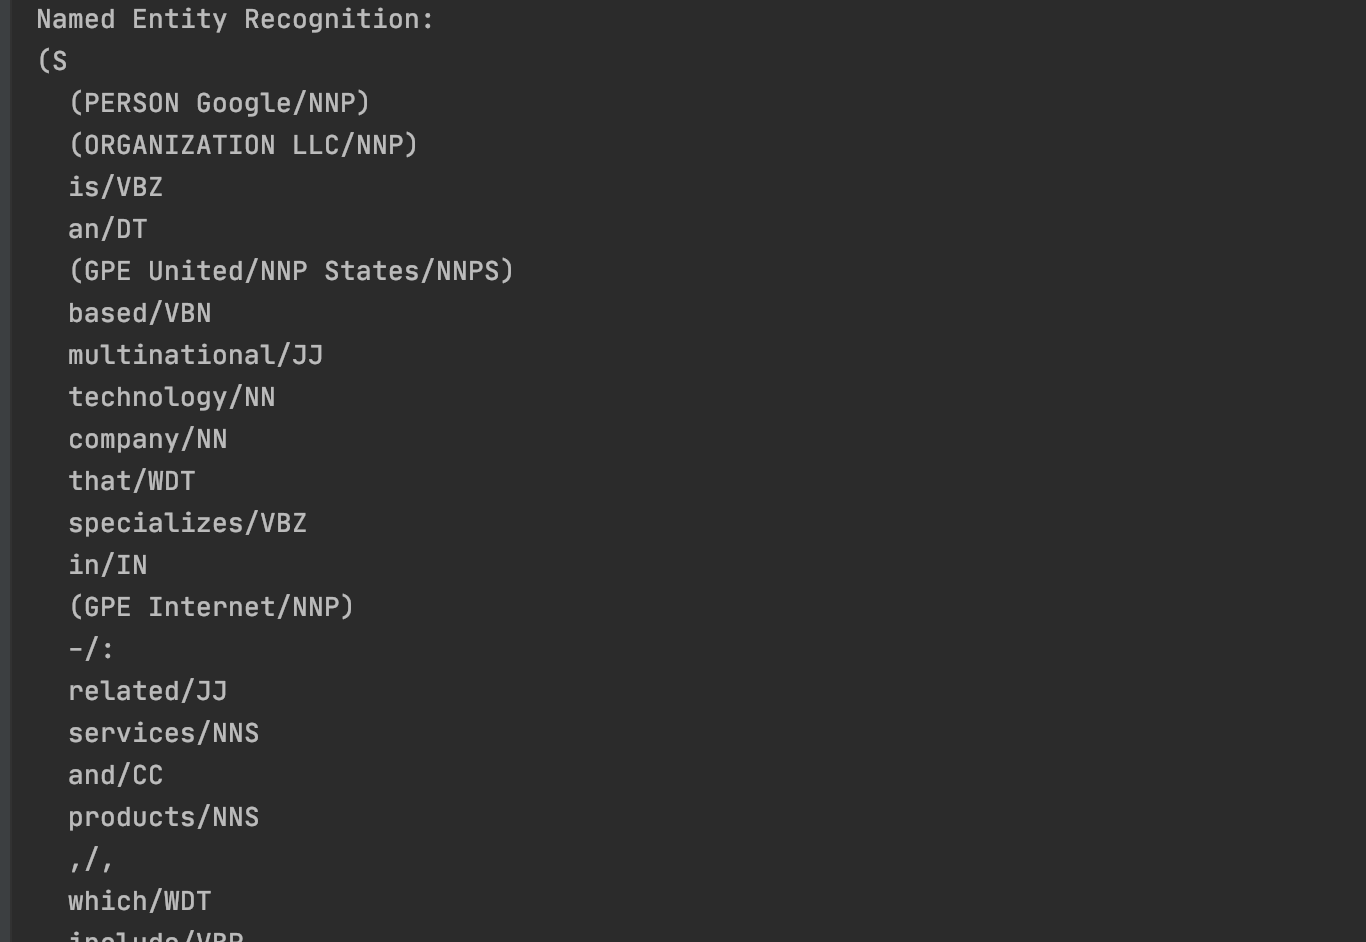 Named Entity Recognition:
(S
(PERSON Google/NNP)
(ORGANIZATION LLC/NNP)
is/VBZ
an/DT
(GPE United/NNP States/NNPS)
based/VBN
multinational/JJ
technology/NN
company/NN
that/WDT
specializes/VBZ
in/IN
(GPE Internet/NNP)
-/:
related/JJ
services/NNS
and/CC
products/NNS
,/,
which/WDT
include/VBP